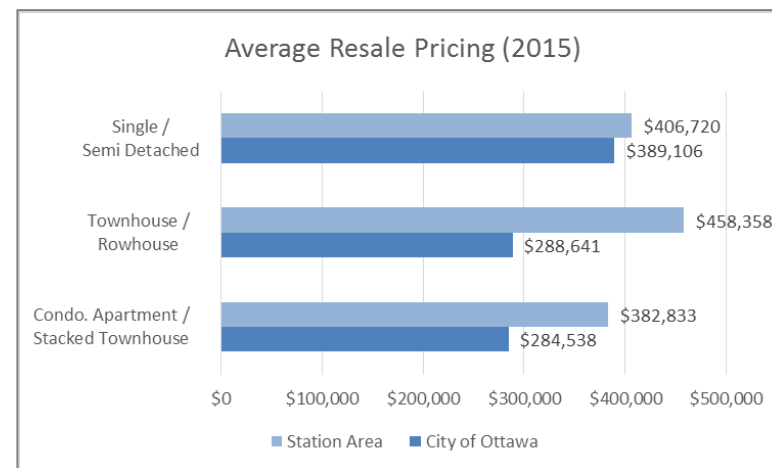 Average Resale Pricing (2015)
Single /
Semi Detached
$406,720
$389,106
Townhouse /
Rowhouse
$458,358
$288,641
Condo. Apartment /
Stacked Townhouse
$382,833
$284,538
$0 $100,000 $200,000 $300,000 $400,000 $500,000
Station Area City of Ottawa